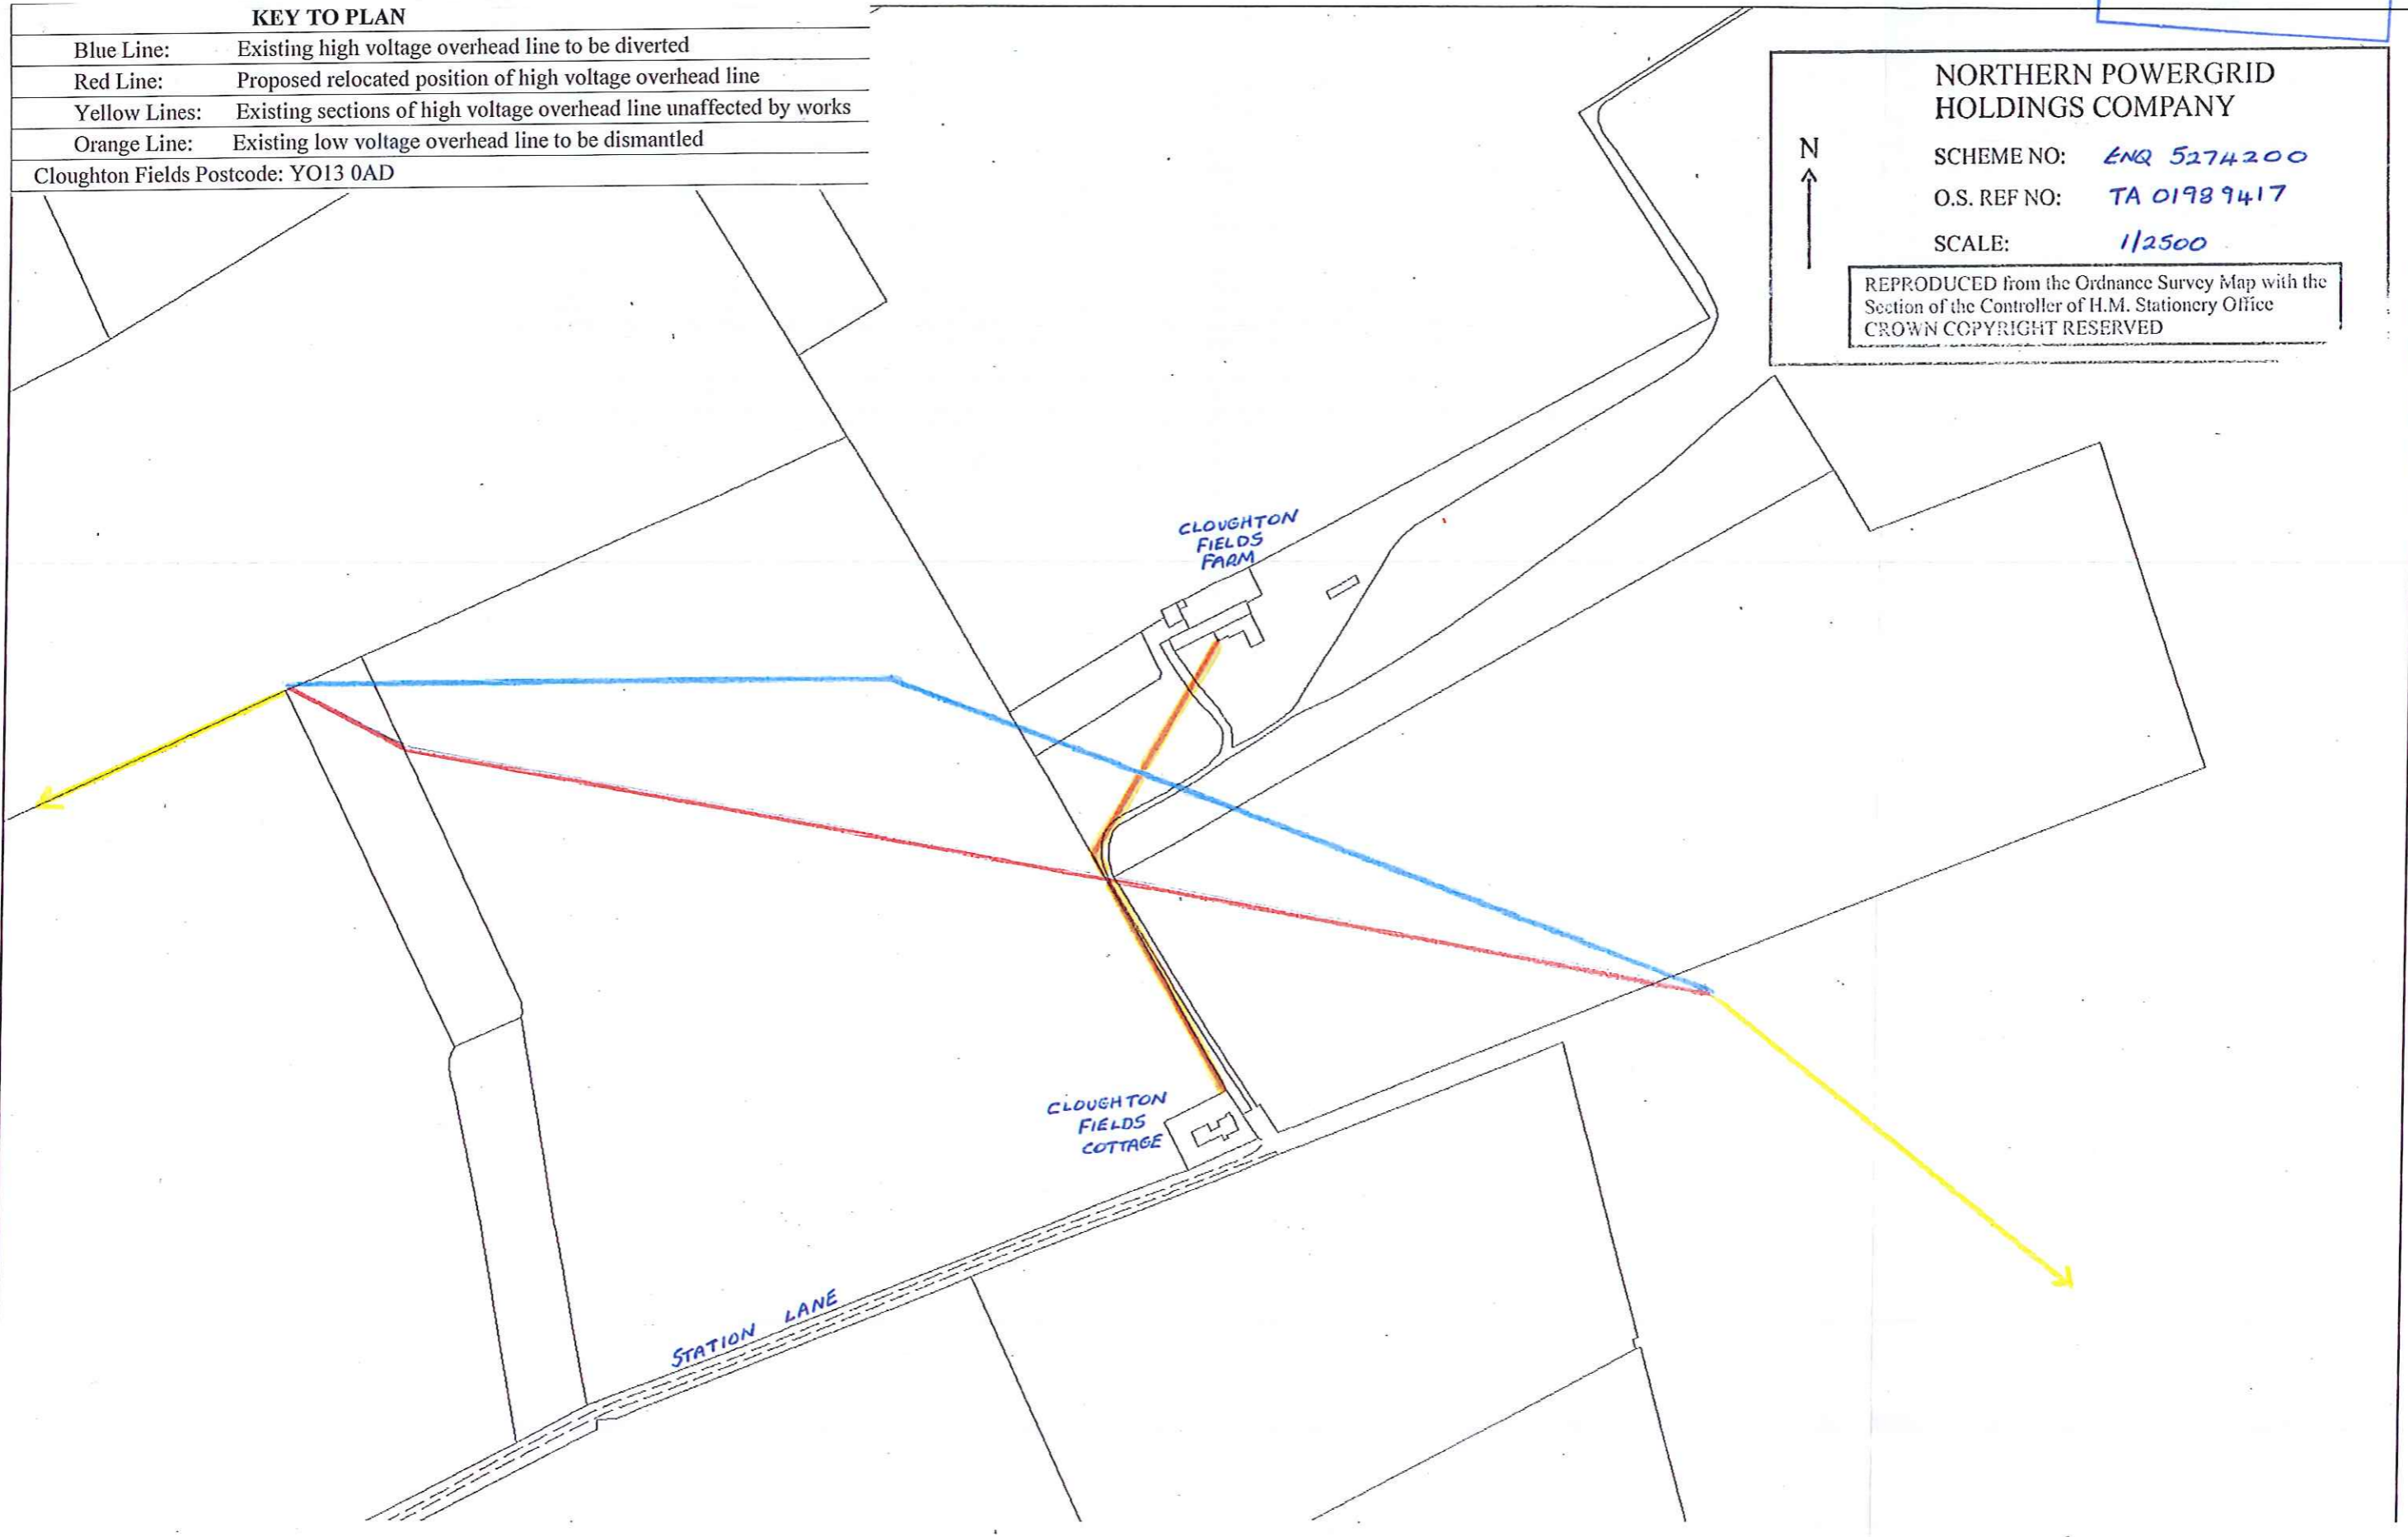 KEY TO PLAN
Blue Line: Existing high voltage overhead line to be diverted
Red Line: Proposed relocated position of high voltage overhead line
Yellow Lines: Existing sections of high voltage overhead line unaffected by works
Orange Line: Existing low voltage overhead line to be dismantled
Cloughton Fields Postcode: YO13 0AD
NORTHERN POWERGRID
HOLDINGS COMPANY
N
SCHEME NO: ENQ 5274200
O.S. REF NO: TA 01989417
SCALE: 1/2500
REPRODUCED from the Ordnance Survey Map with the
Section of the Controller of H.M. Stationery Office
CROWN COPYRIGHT RESERVED
CLOUGHTON
FIELDS
FARM
CLOUGHTON
FIELDS
COTTAGE
STATION LANE